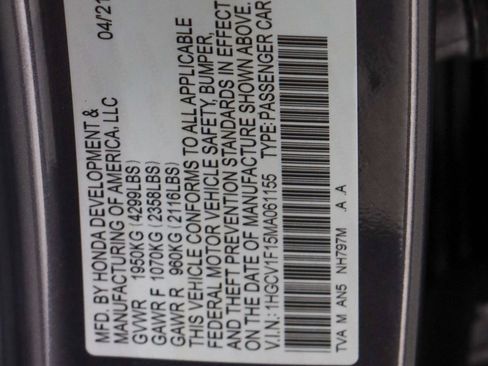 MFD. BY HONDA DEVELOPMENT & 04/21
MANUFACTURING OF AMERICA, LLC
GVWR 1950KG (4299LBS)
GAWR F 1070KG (2358LBS)
GAWR R 960KG (2116LBS)
THIS VEHICLE CONFORMS TO ALL APPLICABLE
FEDERAL MOTOR VEHICLE SAFETY, BUMPER,
AND THEFT PREVENTION STANDARDS IN EFFECT
ON THE DATE OF MANUFACTURE SHOWN ABOVE.
V.I.N.: 1HGCV1F15MA061155 TYPE: PASSENGER CAR
TVA M AN5 NH797M .A .A